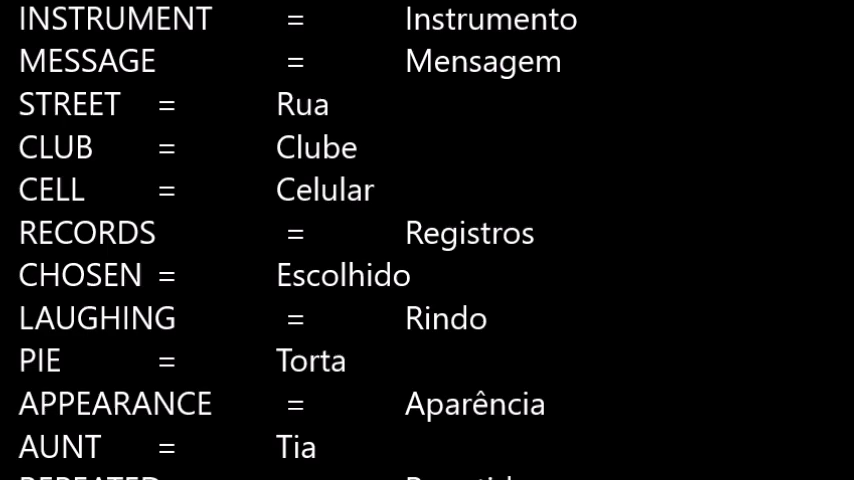 INSTRUMENT = Instrumento
MESSAGE = Mensagem
STREET = Rua
CLUB = Clube
CELL = Celular
RECORDS = Registros
CHOSEN = Escolhido
LAUGHING = Rindo
PIE = Torta
APPEARANCE = Aparência
AUNT = Tia